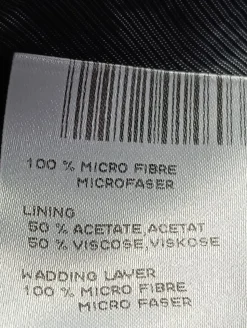 100 % MICRO FIBRE
MICROFASER
LINING
50 % ACETATE,ACETAT
50 % VISCOSE,VISKOSE
WADDING LAYER
100 % MICRO FIBRE
MICRO FASER